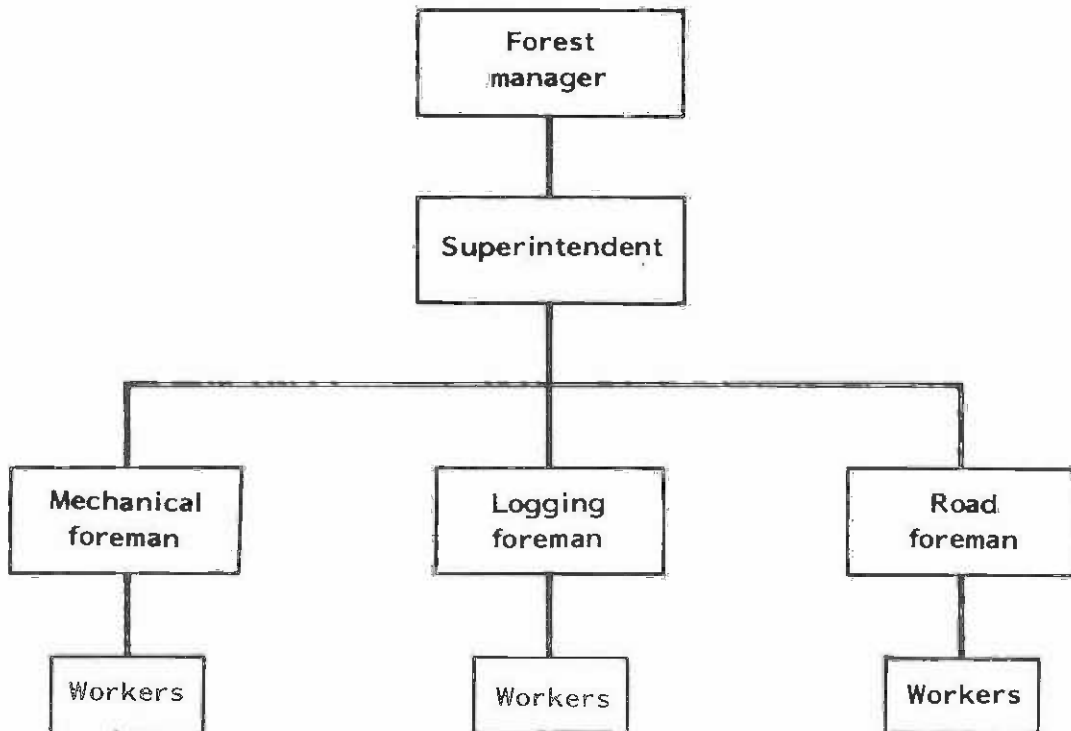 Forest
manager
Superintendent
Mechanical
foreman
Logging
foreman
Road
foreman
Workers
Workers
Workers